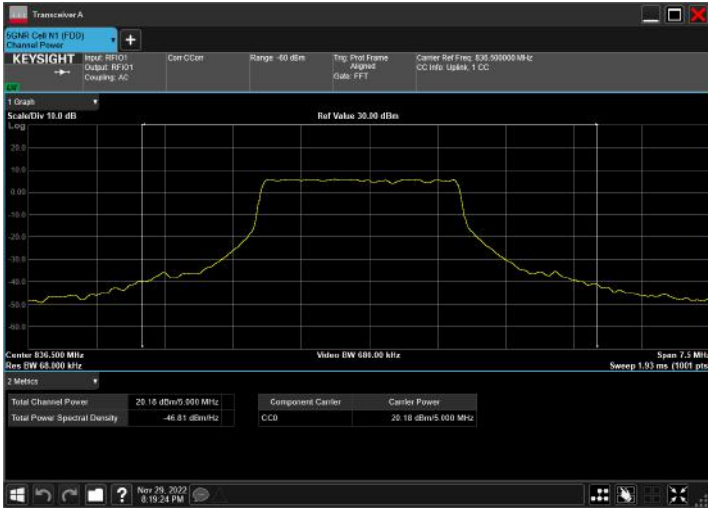 Transceiver A
5GNR Cell N1 (FDD)
Channel Power
KEYSIGHT
Input: RFIO1
Output: RFIO1
Coupling: AC
Corr CCorr
Range -60 dBm
Trig: Prot Frame
Aligned
Gate: FFT
Carrier Ref Freq: 836.500000 MHz
CC Info: Uplink, 1 CC
1 Graph
Scale/Div 10.0 dB
Ref Value 30.00 dBm
Log
20.0
10.0
0.00
-10.0
-20.0
-30.0
-40.0
-50.0
-60.0
Center 836.500 MHz
Video BW 680.00 kHz
Span 7.5 MHz
Res BW 68.000 kHz
Sweep 1.93 ms (1001 pts
2 Metrics
Total Channel Power
20.18 dBm/5.000 MHz
Total Power Spectral Density
-46.81 dBm/Hz
Component Carrier
Carrier Power
CC0
20.18 dBm/5.000 MHz
?
Nov 29, 2022
8:19:24 PM